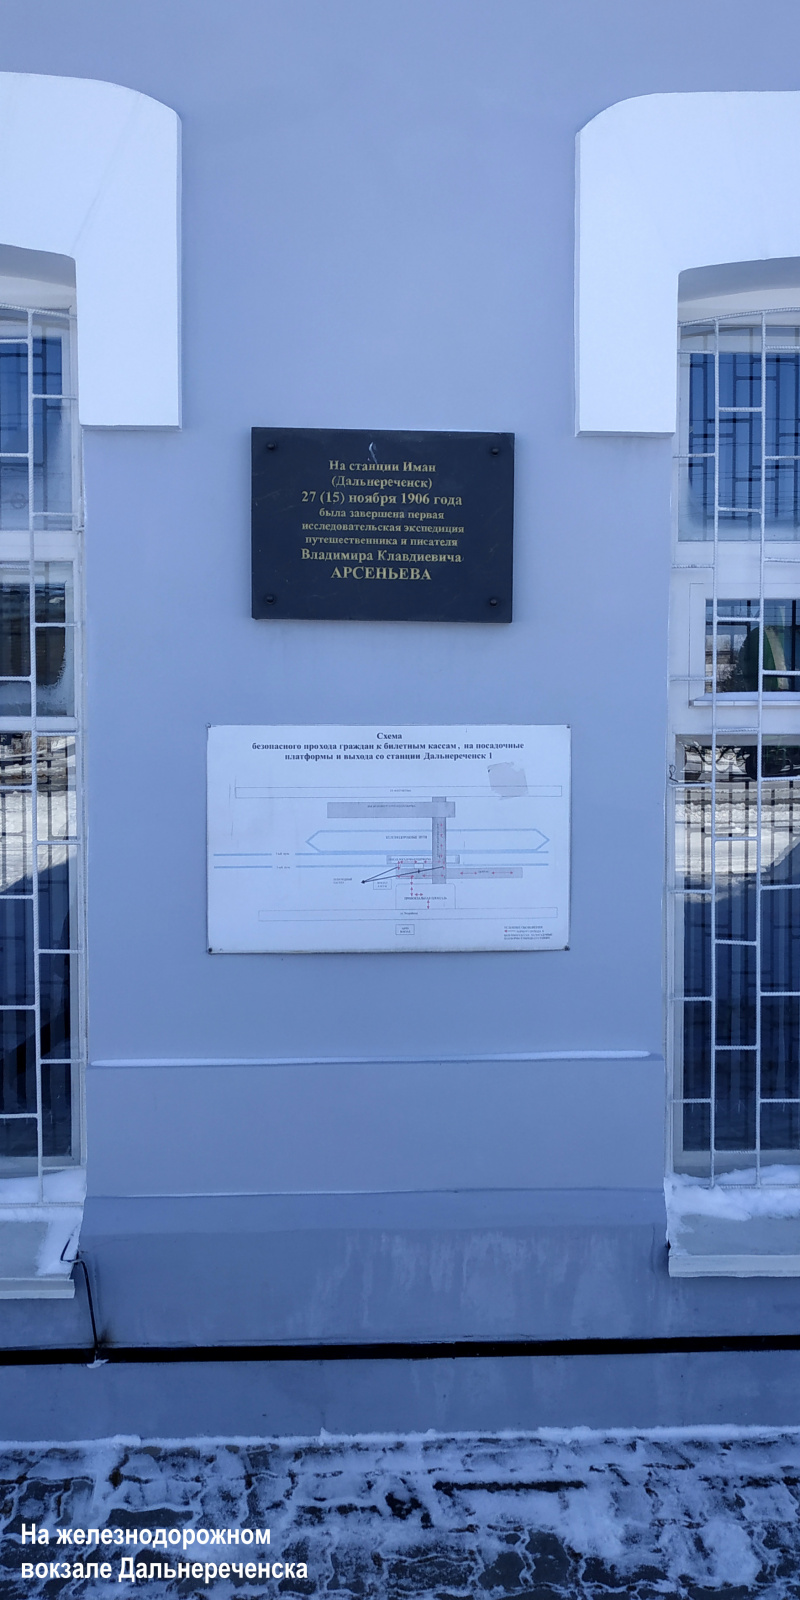 На станции Иман
(Дальнереченск)
27 (15) ноября 1906 года
была завершена первая
исследовательская экспедиция
путешественника и писателя
Владимира Клавдиевича
АРСЕНЬЕВА
Схема
безопасного прохода граждан к билетным кассам, на посадочные
платформы и выхода со станции Дальнереченск 1
На железнодорожном
вокзале Дальнереченска